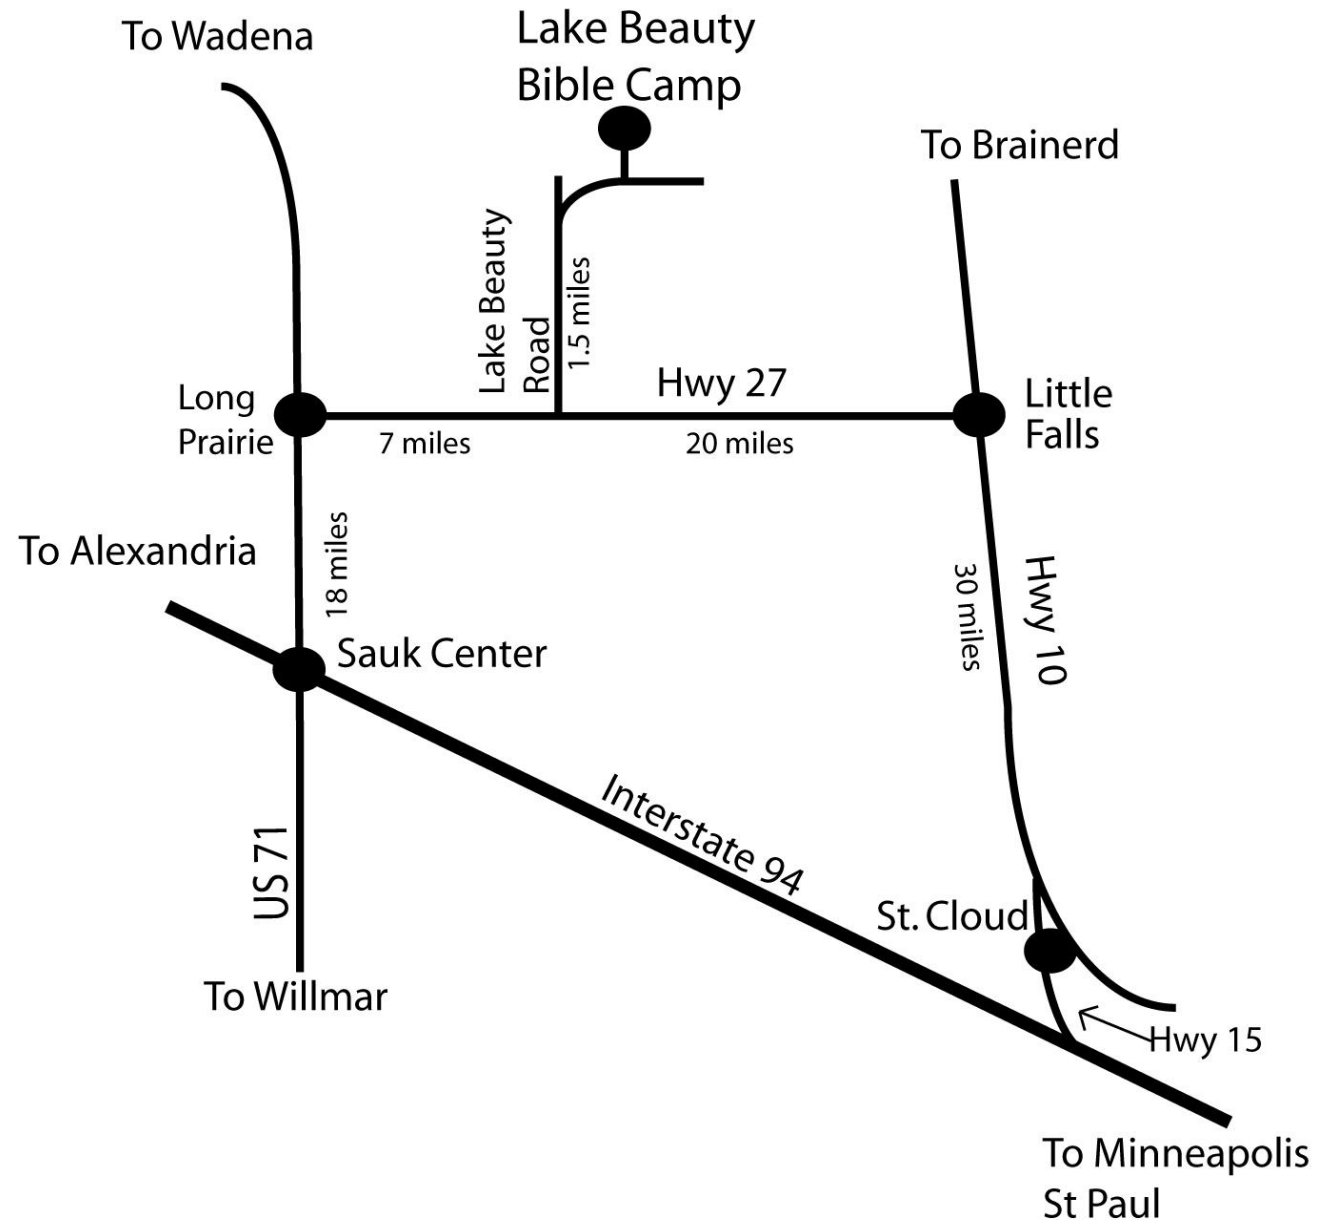 To Wadena
Lake Beauty
Bible Camp
To Brainerd
Lake Beauty
Road
1.5 miles
Hwy 27
Long
Prairie
7 miles
20 miles
Little
Falls
To Alexandria
18 miles
30 miles
Hwy 10
Sauk Center
Interstate 94
US 71
St. Cloud
To Willmar
Hwy 15
To Minneapolis
St Paul